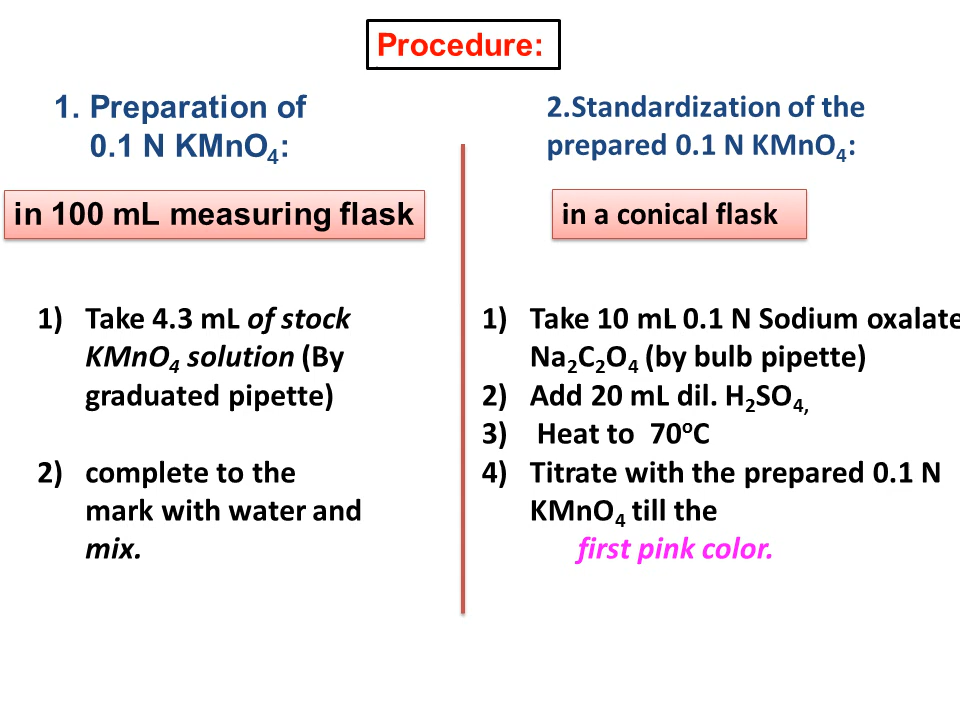 Procedure:
1. Preparation of
0.1 N KMnO₄:
in 100 mL measuring flask
1) Take 4.3 mL of stock
KMnO₄ solution (By
graduated pipette)
2) complete to the
mark with water and
mix.
2.Standardization of the
prepared 0.1 N KMnO₄:
in a conical flask
1) Take 10 mL 0.1 N Sodium oxalate
Na₂C₂O₄ (by bulb pipette)
2) Add 20 mL dil. H₂SO₄,
3) Heat to 70ᵒC
4) Titrate with the prepared 0.1 N
KMnO₄ till the
first pink color.